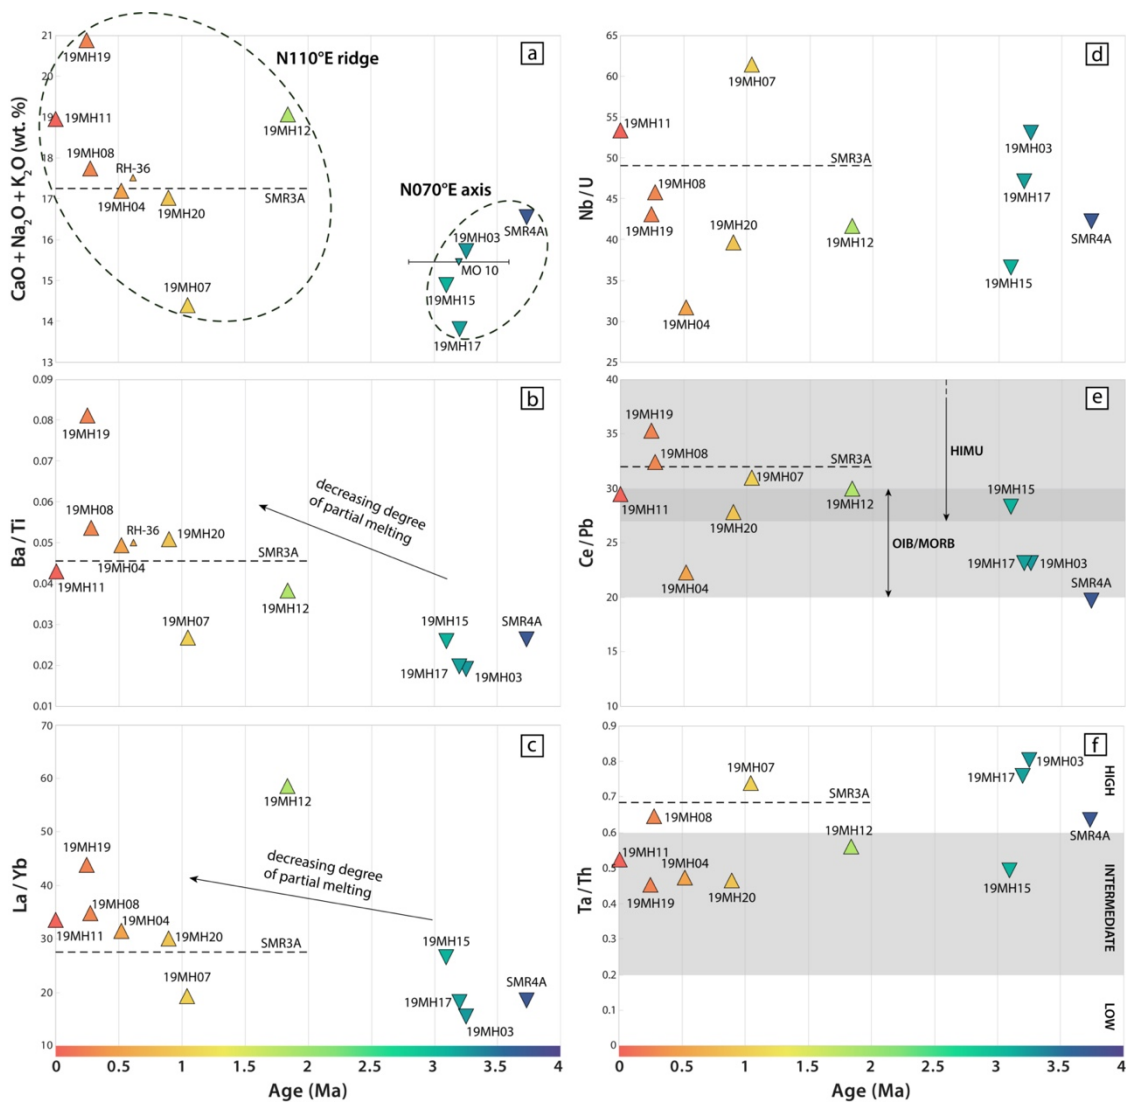 a
CaO + Na2O + K2O (wt. %)
21
20
19
18
17
16
15
14
13
0
1
2
3
4
N110°E ridge
N070°E axis
19MH19
19MH11
19MH12
19MH08
RH-36
19MH04
19MH20
SMR3A
19MH07
SMR4A
19MH03
MO 10
19MH15
19MH17
b
Ba / Ti
0.09
0.08
0.07
0.06
0.05
0.04
0.03
0.02
0.01
19MH19
19MH08
RH-36
19MH20
19MH04
SMR3A
19MH11
19MH12
19MH07
decreasing degree
of partial melting
19MH15
SMR4A
19MH17
19MH03
c
La / Yb
70
60
50
40
30
20
10
19MH12
19MH19
19MH08
19MH04
19MH11
19MH20
SMR3A
19MH07
decreasing degree
of partial melting
19MH15
SMR4A
19MH17
19MH03
0
0.5
1
1.5
2
2.5
3
3.5
4
Age (Ma)
d
Nb / U
65
60
55
50
45
40
35
30
25
0
1
2
3
4
19MH07
19MH11
SMR3A
19MH03
19MH08
19MH17
19MH19
19MH20
19MH12
SMR4A
19MH15
19MH04
e
Ce / Pb
40
35
30
25
20
15
10
19MH19
19MH08
SMR3A
19MH07
19MH11
19MH12
19MH20
19MH04
HIMU
OIB/MORB
19MH15
19MH17
19MH03
SMR4A
f
Ta / Th
0.9
0.8
0.7
0.6
0.5
0.4
0.3
0.2
0.1
0
19MH07
SMR3A
19MH08
19MH12
19MH11
19MH04
19MH19
19MH20
19MH03
19MH17
SMR4A
19MH15
HIGH
INTERMEDIATE
LOW
0
0.5
1
1.5
2
2.5
3
3.5
4
Age (Ma)